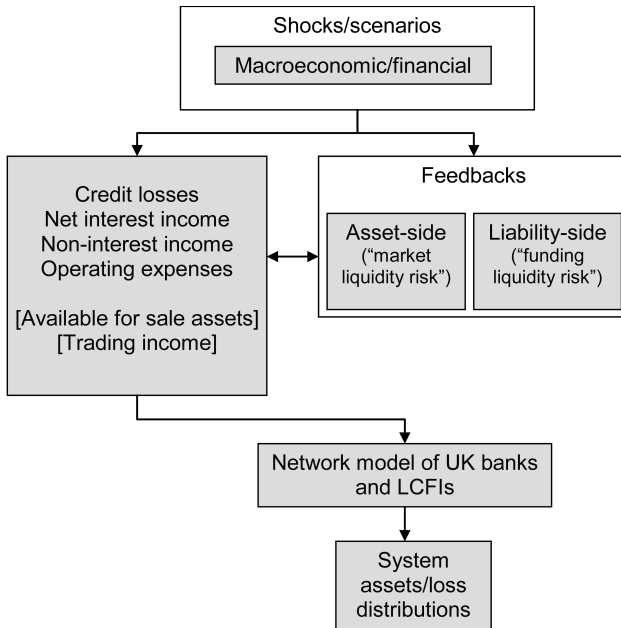 Shocks/scenarios
Macroeconomic/financial
Credit losses
Net interest income
Non-interest income
Operating expenses
[Available for sale assets]
[Trading income]
Feedbacks
Asset-side
(“market
liquidity risk”)
Liability-side
(“funding
liquidity risk”)
Network model of UK banks
and LCFIs
System
assets/loss
distributions